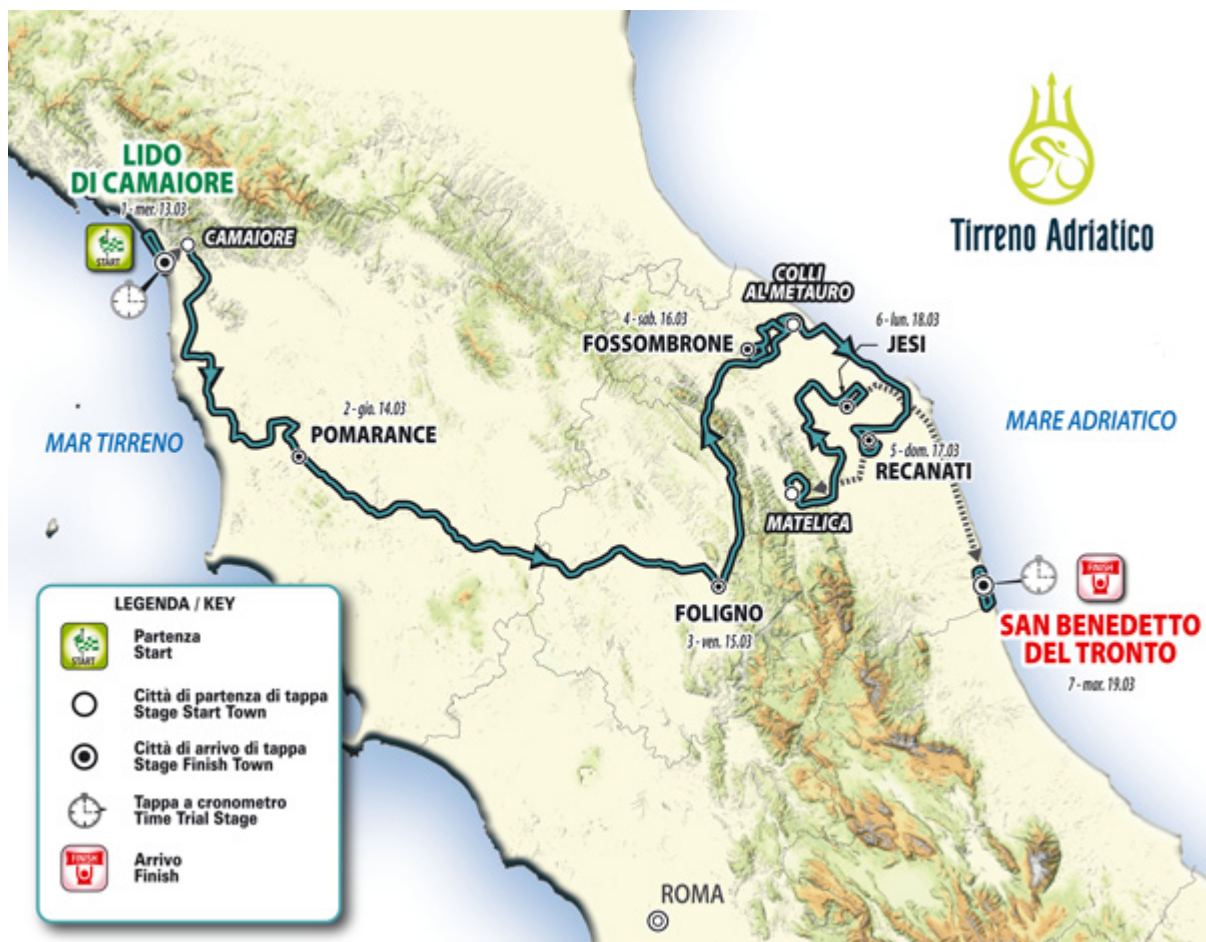 LIDO
DI CAMAIORE
1 - mer. 13.03
START
CAMAIORE
Tirreno Adriatico
COLLI
AL METAURO
4 - sab. 16.03
FOSSOMBRONE
6 - lun. 18.03
JESI
2 - gio. 14.03
POMARANCE
MAR TIRRENO
MARE ADRIATICO
5 - dom. 17.03
RECANATI
MATELICA
FINISH
FOLIGNO
3 - ven. 15.03
SAN BENEDETTO
DEL TRONTO
7 - mar. 19.03
LEGENDA / KEY
START
Partenza
Start
Città di partenza di tappa
Stage Start Town
Città di arrivo di tappa
Stage Finish Town
Tappa a cronometro
Time Trial Stage
FINISH
Arrivo
Finish
ROMA